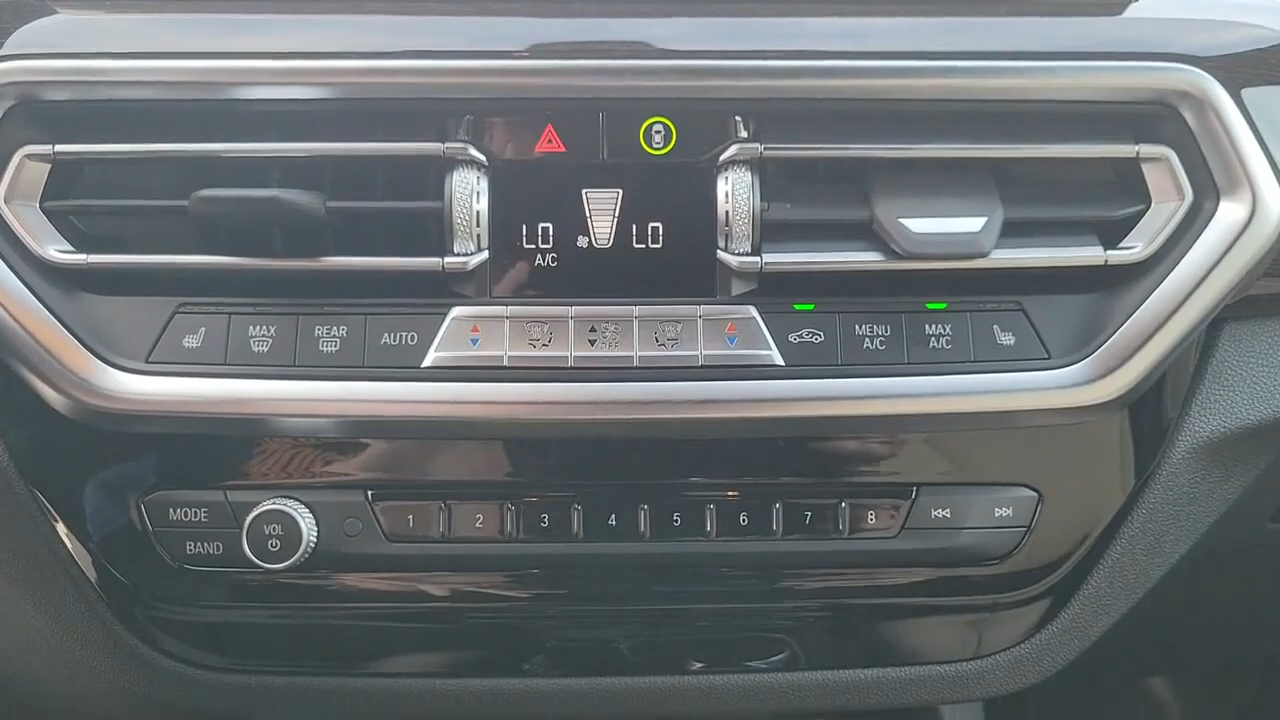 LO LO
A/C
MAX
REAR
AUTO
OFF
MENU
A/C
MAX
A/C
MODE
BAND
VOL
1 2 3 4 5 6 7 8